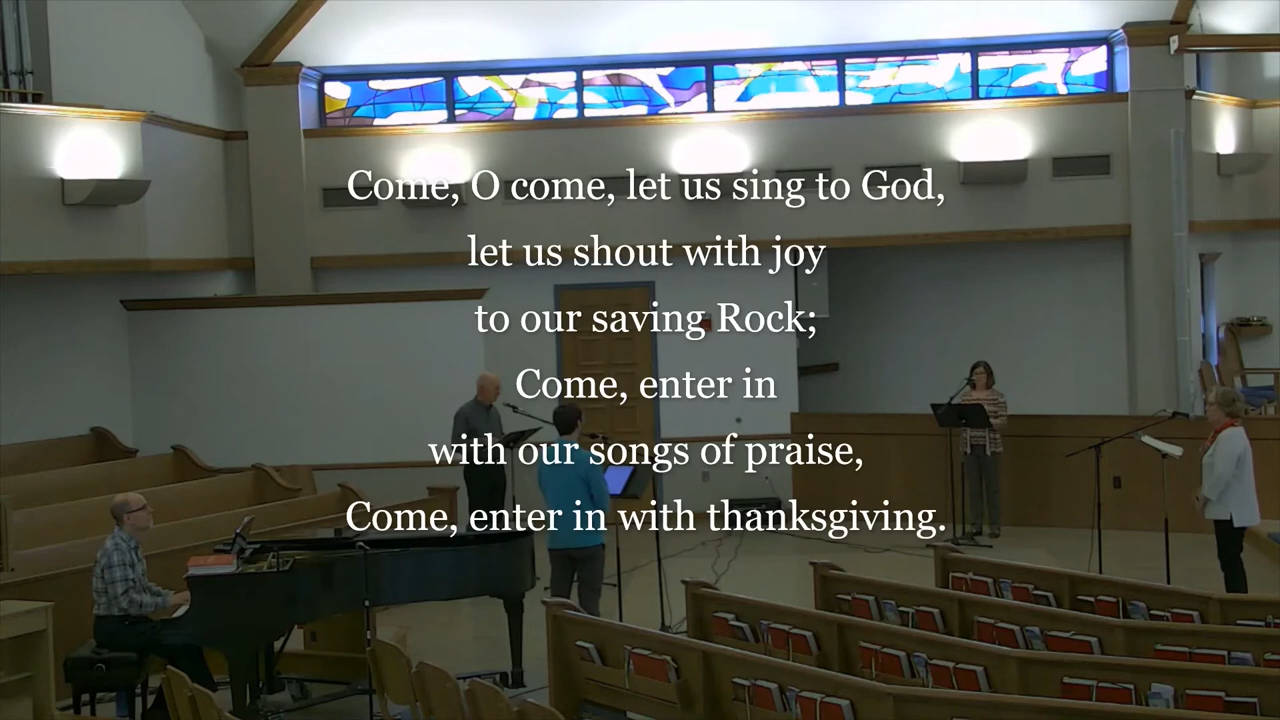 Come, O come, let us sing to God,
let us shout with joy
to our saving Rock;
Come, enter in
with our songs of praise,
Come, enter in with thanksgiving.